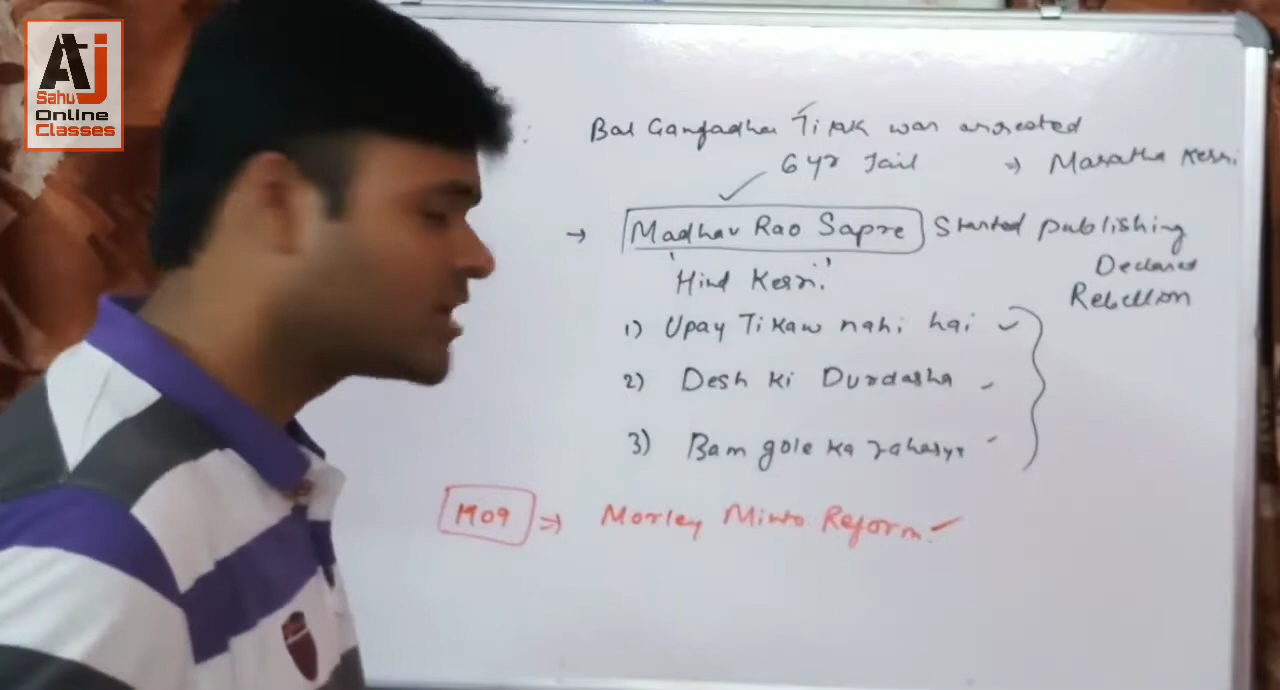 Aj
Sahu
Online
Classes
Bal Gangadhar Tilak was arrested
6 yr Jail => Maratha Kesri
→ Madhav Rao Sapre Started publishing
'Hind Kesri' Declared
Rebellion
1) Upay Tikaw nahi hai
2) Desh ki Durdasha
3) Bam gole ka rahasya
1909 => Morley Minto Reform